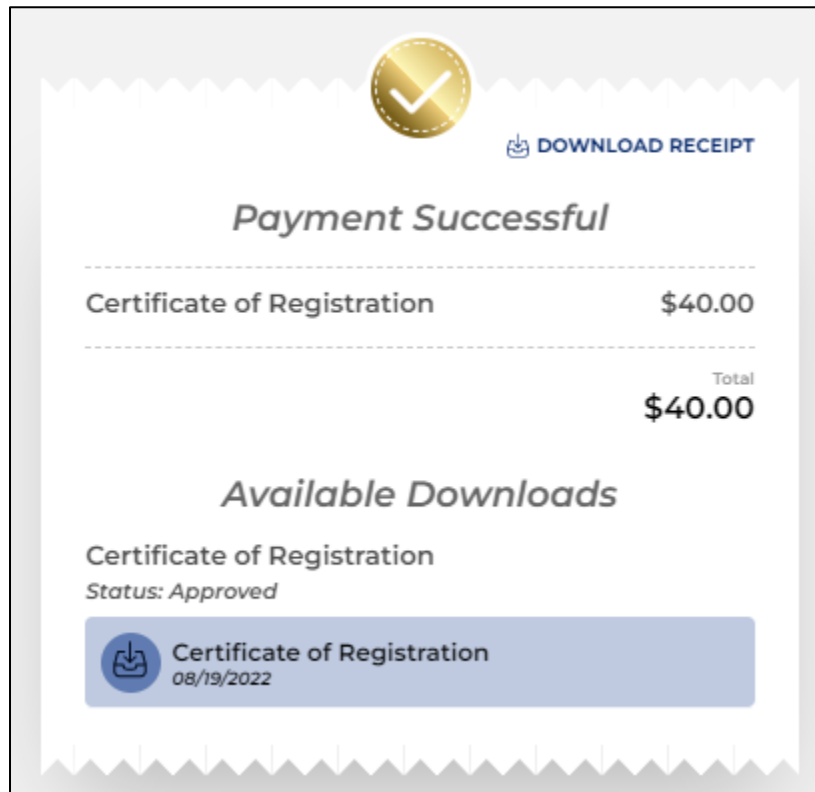 DOWNLOAD RECEIPT
Payment Successful
Certificate of Registration $40.00
Total
$40.00
Available Downloads
Certificate of Registration
Status: Approved
Certificate of Registration
08/19/2022